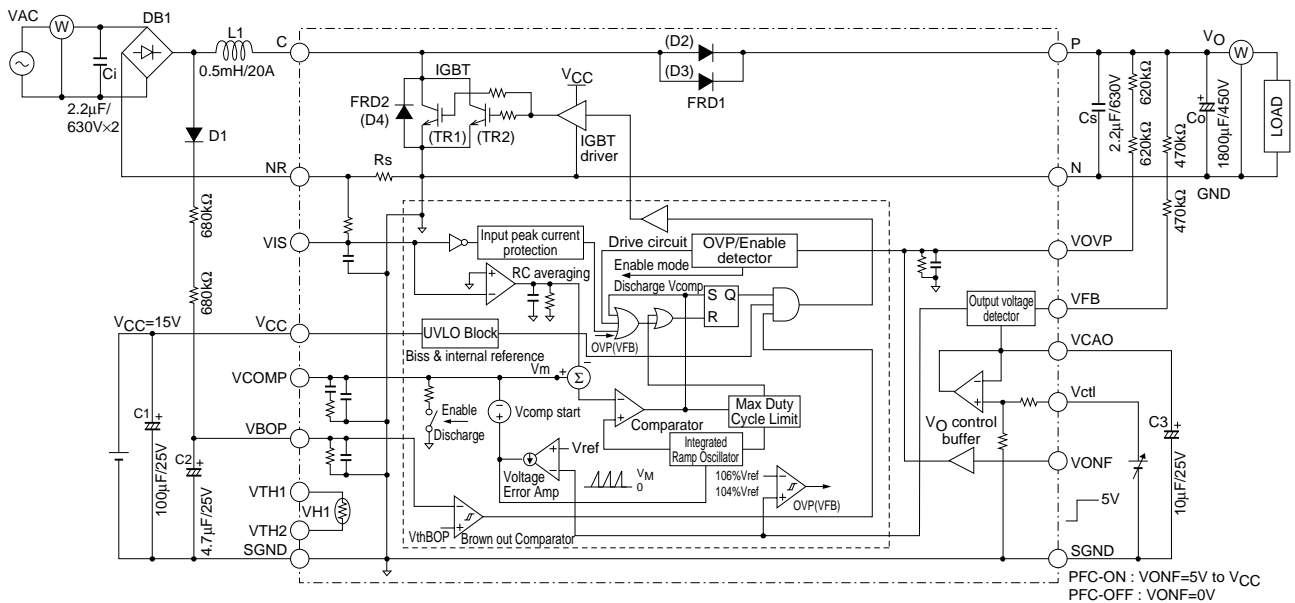 VAC
W
DB1
L1
0.5mH/20A
Ci
2.2μF/
630V×2
D1
680kΩ
680kΩ
VCC=15V
C1
100μF/25V
C2
4.7μF/25V
C
NR
VIS
VCC
VCOMP
VBOP
VTH1
VH1
VTH2
SGND
Rs
FRD2
(D4)
IGBT
(TR1)
(TR2)
VCC
IGBT
driver
(D2)
(D3)
FRD1
Input peak current
protection
RC averaging
Drive circuit
OVP/Enable
detector
Enable mode
Discharge Vcomp
S Q
R
OVP(VFB)
UVLO Block
Biss & internal reference
Vm
+
−
Σ
Enable
Discharge
Vcomp start
Comparator
Max Duty
Cycle Limit
Integrated
Ramp Oscillator
Vref
Voltage
Error Amp
VM
0
106%Vref
104%Vref
OVP(VFB)
VthBOP
Brown out Comparator
Output voltage
detector
VO control
buffer
P
N
VOVP
VFB
VCAO
Vctl
VONF
SGND
Cs
2.2μF/630V
620kΩ
620kΩ
470kΩ
470kΩ
VO
W
Co
1800μF/450V
LOAD
GND
C3
10μF/25V
5V
PFC-ON : VONF=5V to VCC
PFC-OFF : VONF=0V